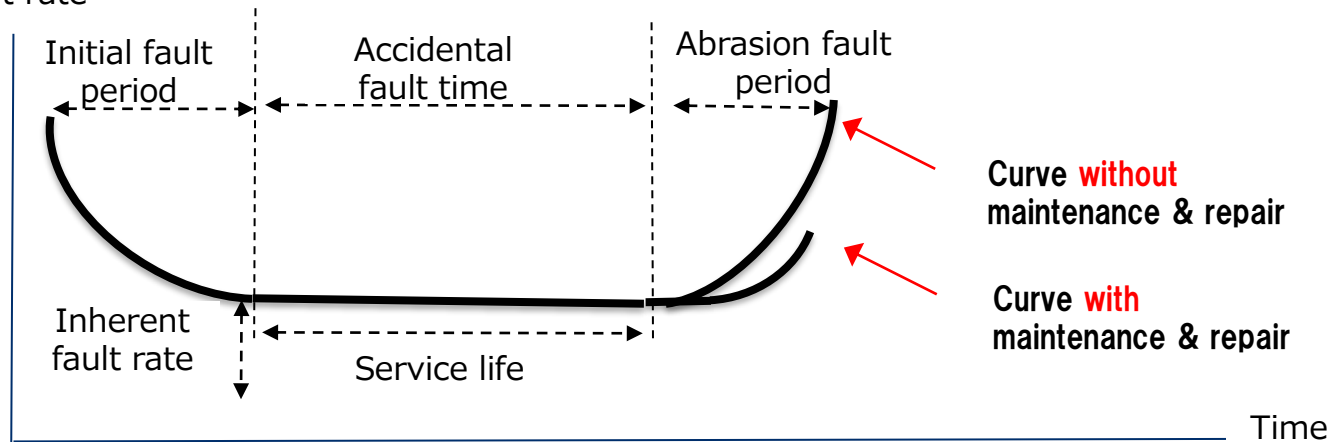 t rate
Initial fault
period
Accidental
fault time
Abrasion fault
period
Curve without
maintenance & repair
Curve with
maintenance & repair
Inherent
fault rate
Service life
Time